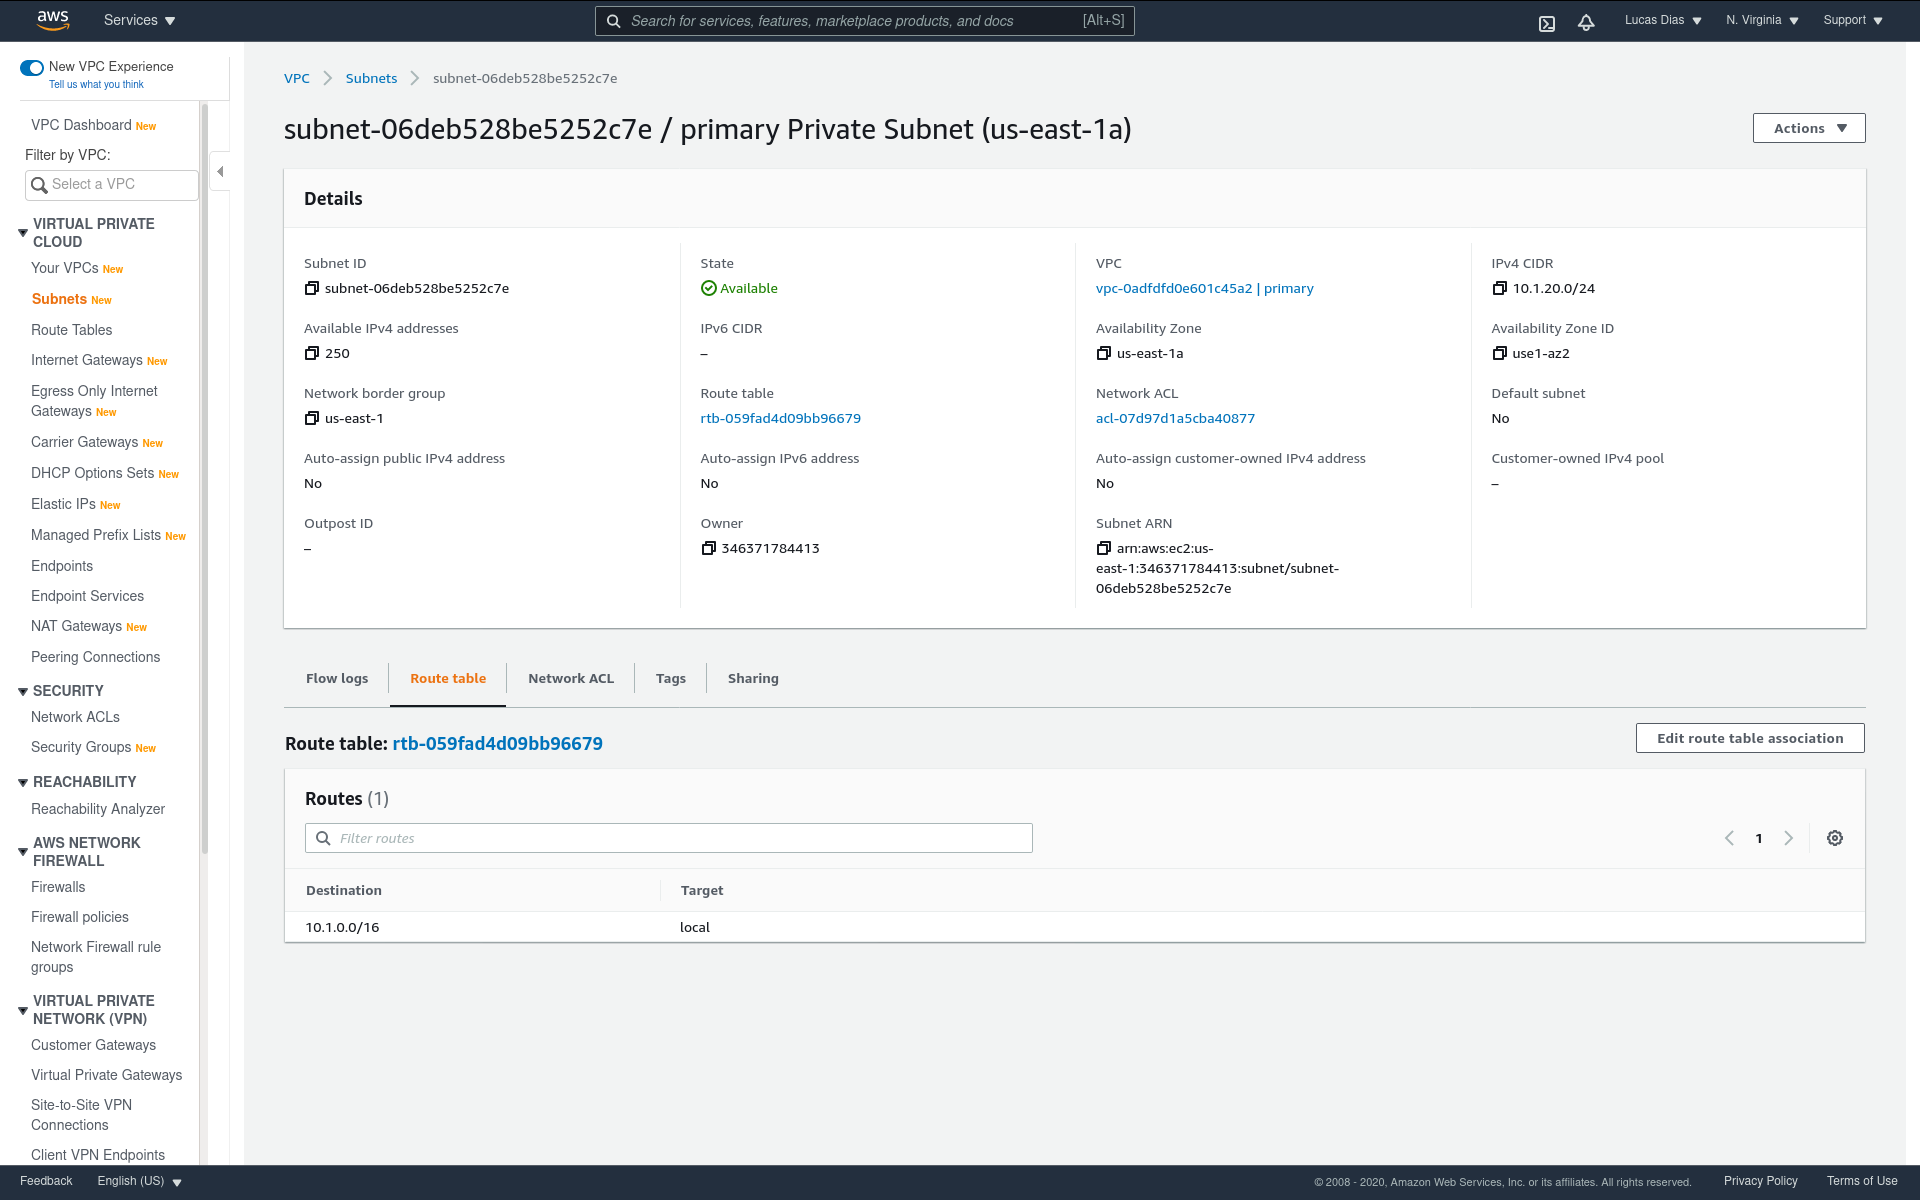 aws
Services
Search for services, features, marketplace products, and docs
[Alt+S]
Lucas Dias
N. Virginia
Support
New VPC Experience
Tell us what you think
VPC Dashboard New
Filter by VPC:
Select a VPC
VIRTUAL PRIVATE
CLOUD
Your VPCs New
Subnets New
Route Tables
Internet Gateways New
Egress Only Internet
Gateways New
Carrier Gateways New
DHCP Options Sets New
Elastic IPs New
Managed Prefix Lists New
Endpoints
Endpoint Services
NAT Gateways New
Peering Connections
SECURITY
Network ACLs
Security Groups New
REACHABILITY
Reachability Analyzer
AWS NETWORK
FIREWALL
Firewalls
Firewall policies
Network Firewall rule
groups
VIRTUAL PRIVATE
NETWORK (VPN)
Customer Gateways
Virtual Private Gateways
Site-to-Site VPN
Connections
Client VPN Endpoints
VPC
Subnets
subnet-06deb528be5252c7e
subnet-06deb528be5252c7e / primary Private Subnet (us-east-1a)
Actions
Details
Subnet ID
subnet-06deb528be5252c7e
State
Available
VPC
vpc-0adfdfd0e601c45a2 | primary
IPv4 CIDR
10.1.20.0/24
Available IPv4 addresses
250
IPv6 CIDR
–
Availability Zone
us-east-1a
Availability Zone ID
use1-az2
Network border group
us-east-1
Route table
rtb-059fad4d09bb96679
Network ACL
acl-07d97d1a5cba40877
Default subnet
No
Auto-assign public IPv4 address
No
Auto-assign IPv6 address
No
Auto-assign customer-owned IPv4 address
No
Customer-owned IPv4 pool
–
Outpost ID
–
Owner
346371784413
Subnet ARN
arn:aws:ec2:us-
east-1:346371784413:subnet/subnet-
06deb528be5252c7e
Flow logs
Route table
Network ACL
Tags
Sharing
Route table: rtb-059fad4d09bb96679
Edit route table association
Routes (1)
Filter routes
1
Destination
Target
10.1.0.0/16
local
Feedback
English (US)
© 2008 - 2020, Amazon Web Services, Inc. or its affiliates. All rights reserved.
Privacy Policy
Terms of Use